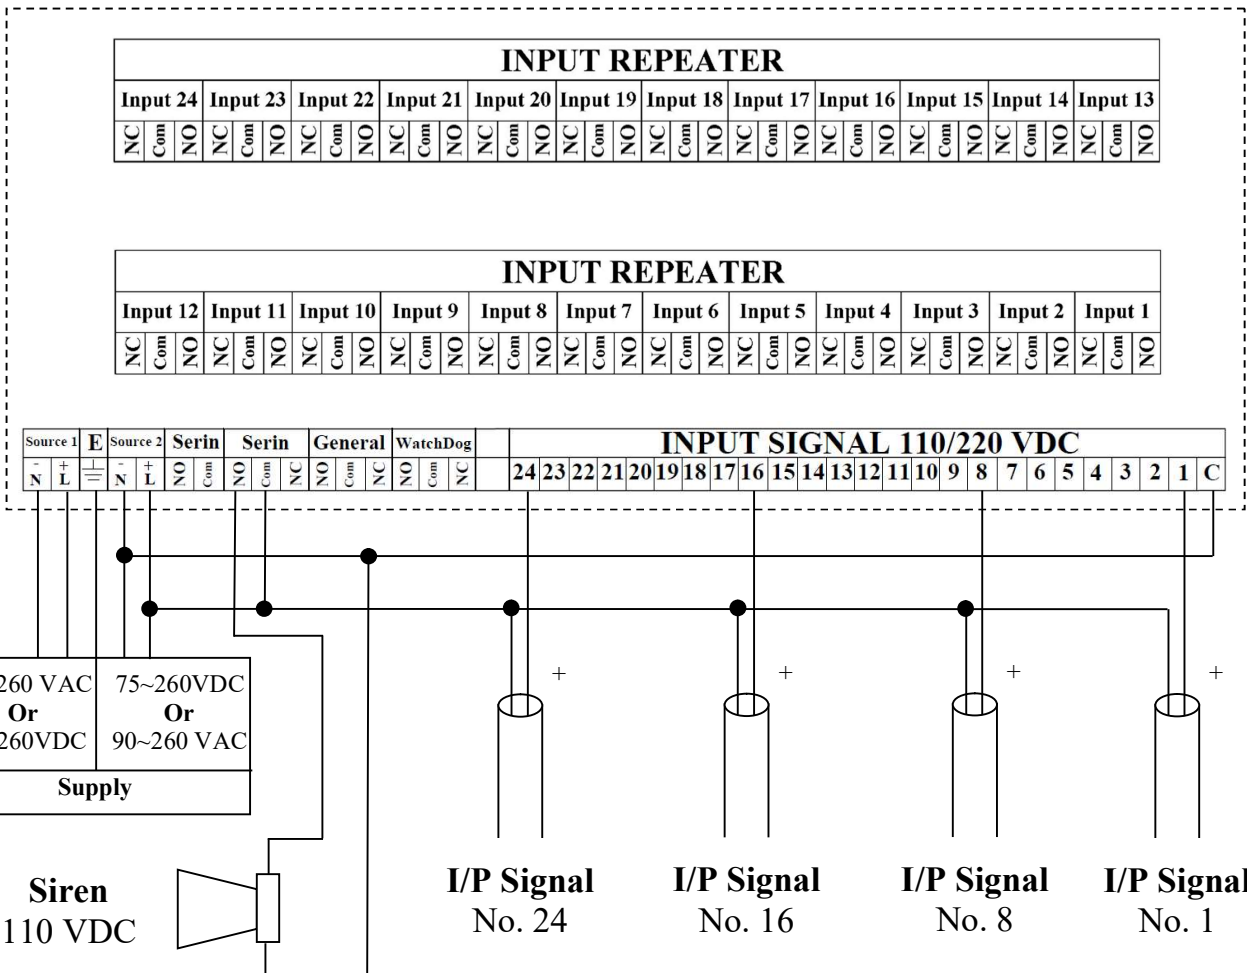 INPUT REPEATER
Input 24 Input 23 Input 22 Input 21 Input 20 Input 19 Input 18 Input 17 Input 16 Input 15 Input 14 Input 13
NC Com NO NC Com NO NC Com NO NC Com NO NC Com NO NC Com NO NC Com NO NC Com NO NC Com NO NC Com NO NC Com NO NC Com NO
INPUT REPEATER
Input 12 Input 11 Input 10 Input 9 Input 8 Input 7 Input 6 Input 5 Input 4 Input 3 Input 2 Input 1
NC Com NO NC Com NO NC Com NO NC Com NO NC Com NO NC Com NO NC Com NO NC Com NO NC Com NO NC Com NO NC Com NO NC Com NO
Source 1 E Source 2 Serin Serin General WatchDog INPUT SIGNAL 110/220 VDC
- + - + NO Com NO Com NC NO Com NC NO Com NC 24 23 22 21 20 19 18 17 16 15 14 13 12 11 10 9 8 7 6 5 4 3 2 1 C
N L N L
+ + + +
260 VAC 75~260VDC
Or Or
260VDC 90~260 VAC
Supply
Siren
110 VDC
I/P Signal I/P Signal I/P Signal I/P Signal
No. 24 No. 16 No. 8 No. 1